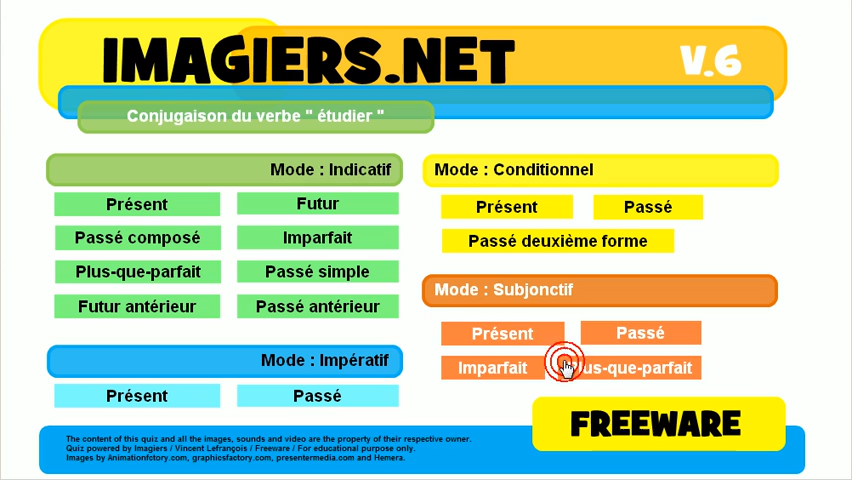 IMAGIERS.NET
V.6
Conjugaison du verbe " étudier "
Mode : Indicatif
Présent
Futur
Passé composé
Imparfait
Plus-que-parfait
Passé simple
Futur antérieur
Passé antérieur
Mode : Impératif
Présent
Passé
Mode : Conditionnel
Présent
Passé
Passé deuxième forme
Mode : Subjonctif
Présent
Passé
Imparfait
Plus-que-parfait
FREEWARE
The content of this quiz and all the images, sounds and video are the property of their respective owner.
Quiz powered by Imagiers / Vincent Lefrançois / Freeware / For educational purpose only.
Images by Animationfctory.com, graphicsfactory.com, presentermedia.com and Hemera.